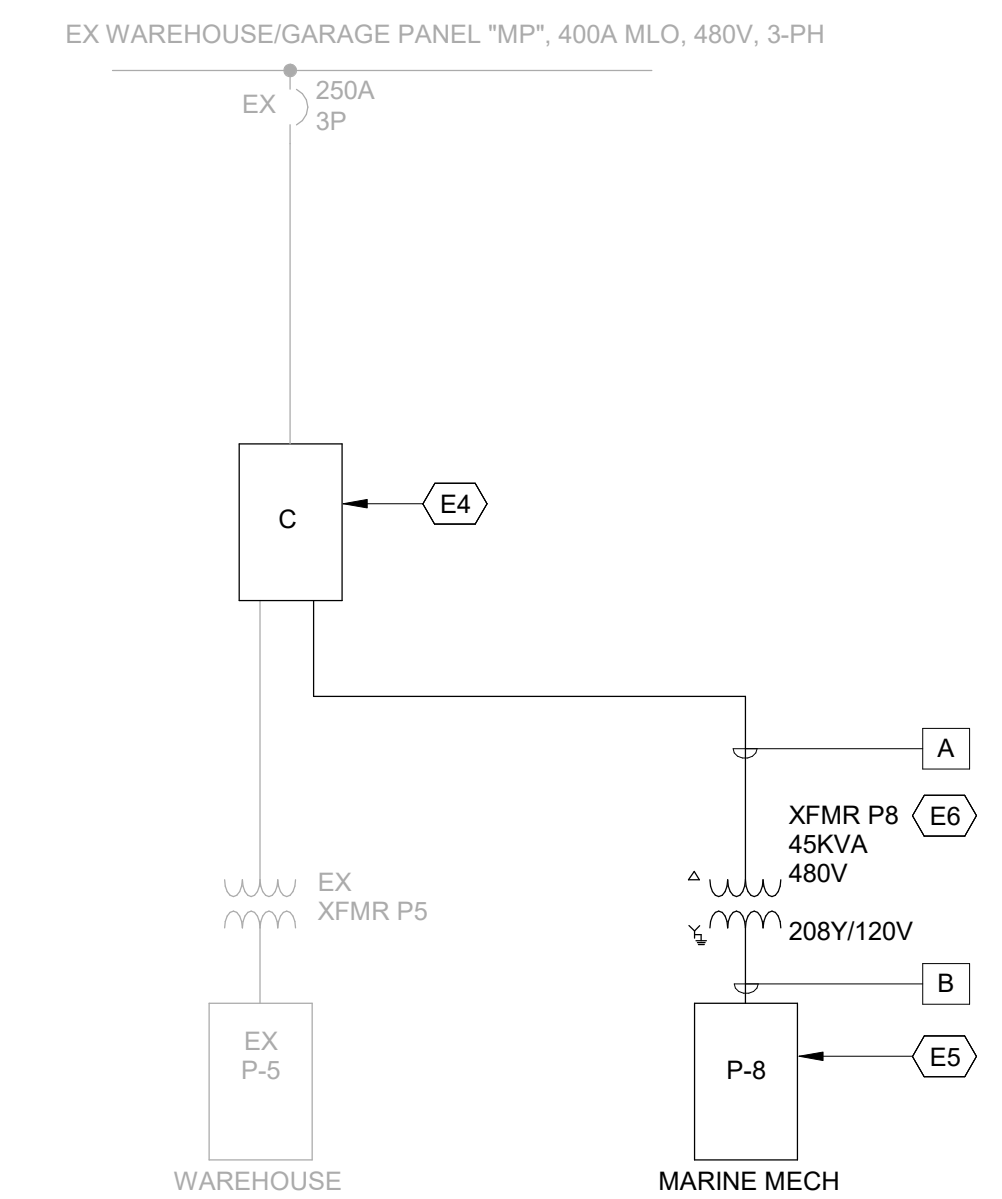 EX WAREHOUSE/GARAGE PANEL "MP", 400A MLO, 480V, 3-PH
EX
250A
3P
C
E4
A
XFMR P8
45KVA
480V
E6
EX
XFMR P5
208Y/120V
B
EX
P-5
P-8
E5
WAREHOUSE
MARINE MECH